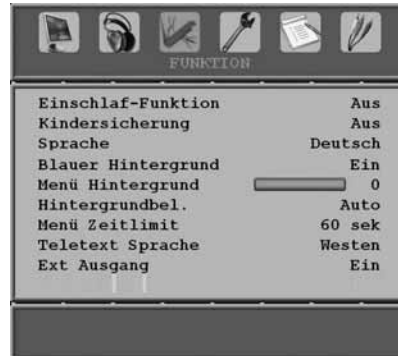 FUNKTION
Einschlaf-Funktion Aus
Kindersicherung Aus
Sprache Deutsch
Blauer Hintergrund Ein
Menü Hintergrund 0
Hintergrundbel. Auto
Menü Zeitlimit 60 sek
Teletext Sprache Westen
Ext Ausgang Ein